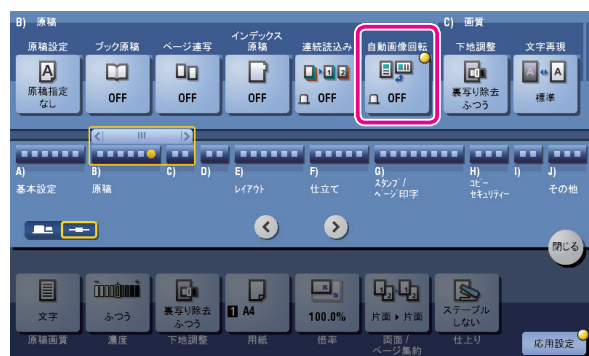 B) 原稿
C) 画質
原稿設定
ブック原稿
ページ連写
インデックス
原稿
連続読込み
自動画像回転
下地調整
文字再現
A
原稿指定
なし
OFF
OFF
OFF
1 2
OFF
OFF
裏写り除去
ふつう
A A
標準
A)
基本設定
B)
原稿
C)
D)
E)
レイアウト
F)
仕立て
G)
スタンプ/
ページ印字
H)
コピー
セキュリティー
I)
J)
その他
閉じる
文字
ふつう
裏写り除去
ふつう
1 A4
100.0%
片面 ▸ 片面
ステープル
しない
原稿画質
濃度
下地調整
用紙
倍率
両面 /
ページ集約
仕上り
応用設定